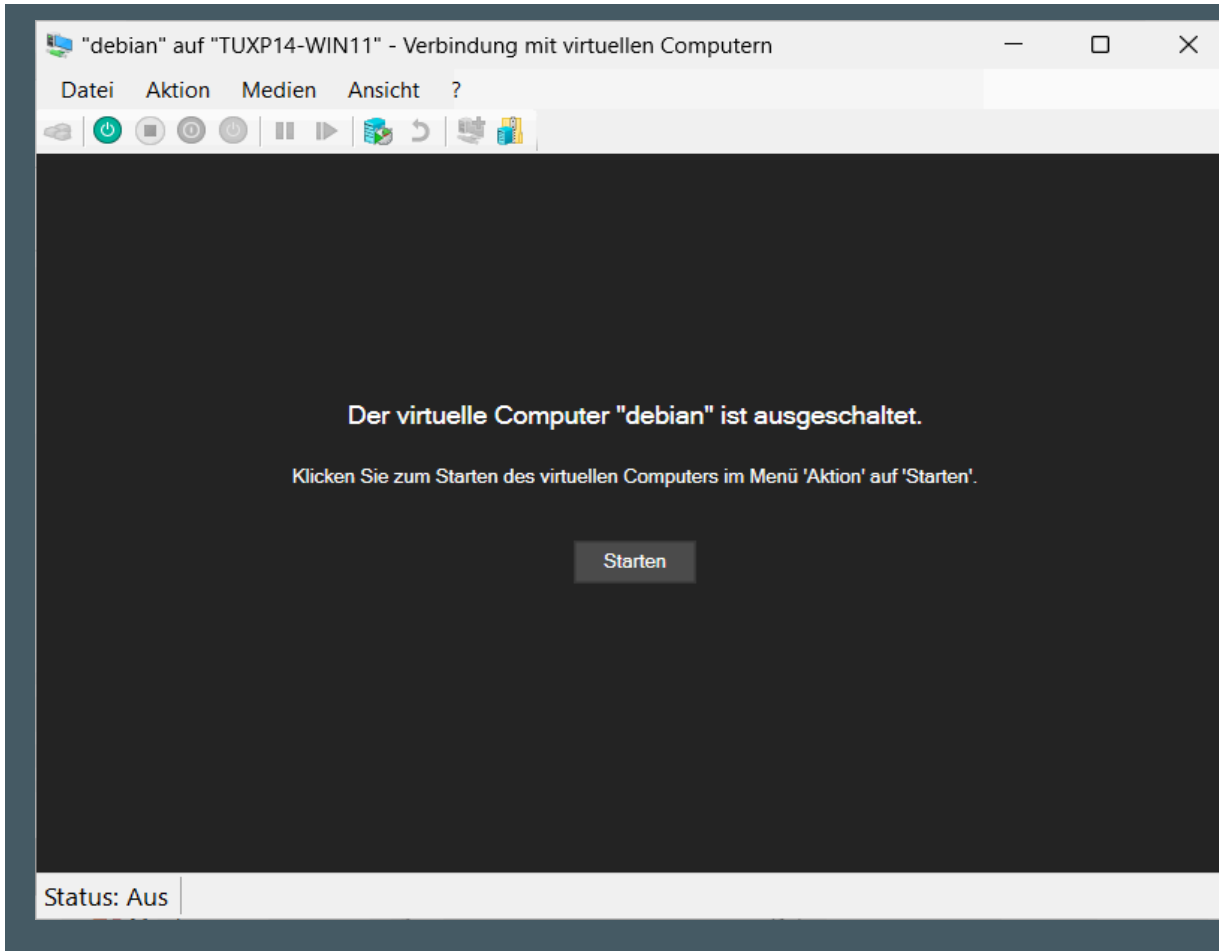 "debian" auf "TUXP14-WIN11" - Verbindung mit virtuellen Computern
Datei Aktion Medien Ansicht ?
Der virtuelle Computer "debian" ist ausgeschaltet.
Klicken Sie zum Starten des virtuellen Computers im Menü 'Aktion' auf 'Starten'.
Starten
Status: Aus